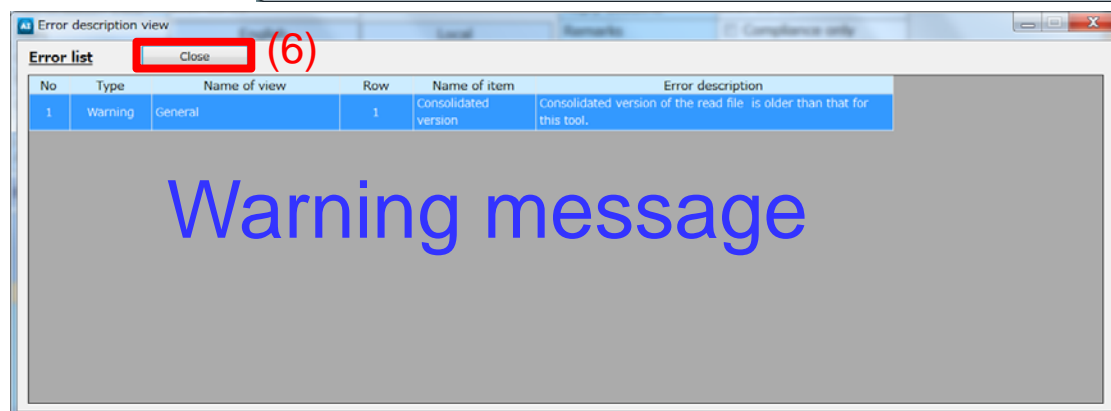 Error description view
Error list Close (6)
No Type Name of view Row Name of item Error description
1 Warning General 1 Consolidated version Consolidated version of the read file is older than that for this tool.
Warning message